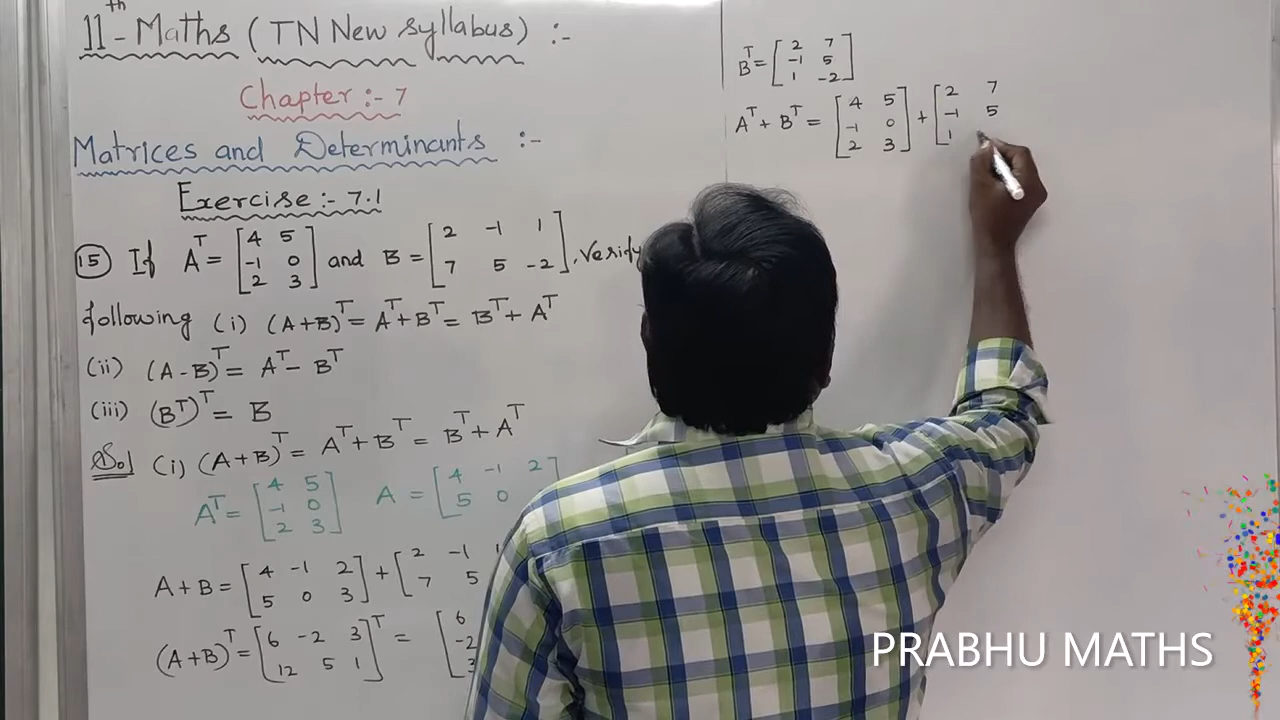 11th - Maths ( TN New syllabus ) :-
Chapter :- 7
Matrices and Determinants :-
Exercise :- 7.1
(15) If A^T = [4 5
-1 0
2 3] and B = [2 -1 1
7 5 -2], Verify
following (i) (A+B)^T = A^T + B^T = B^T + A^T
(ii) (A-B)^T = A^T - B^T
(iii) (B^T)^T = B
Sol (i) (A+B)^T = A^T + B^T = B^T + A^T
A^T = [4 5
-1 0
2 3] A = [4 -1 2
5 0
A+B = [4 -1 2
5 0 3] + [2 -1
7 5
(A+B)^T = [6 -2 3
12 5 1]^T = [6
-2
3
B^T = [2 7
-1 5
1 -2]
A^T + B^T = [4 5
-1 0
2 3] + [2 7
-1 5
1
PRABHU MATHS